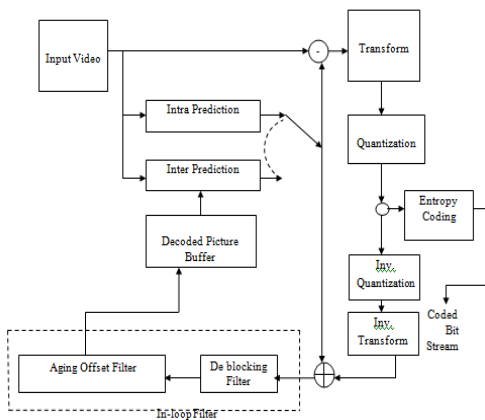 Input Video
-
Transform
Intra Prediction
Quantization
Inter Prediction
Entropy
Coding
Decoded Picture
Buffer
Inv.
Quantization
Inv.
Transform
Coded
Bit
Stream
Aging Offset Filter
De blocking
Filter
In-loop Filter